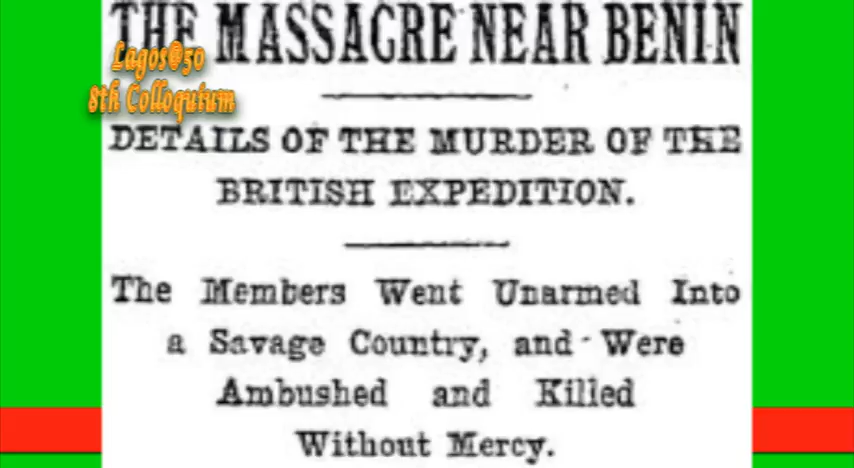 THE MASSACRE NEAR BENIN
Lagos@50
8th Colloquium
DETAILS OF THE MURDER OF THE
BRITISH EXPEDITION.
The Members Went Unarmed Into
a Savage Country, and Were
Ambushed and Killed
Without Mercy.